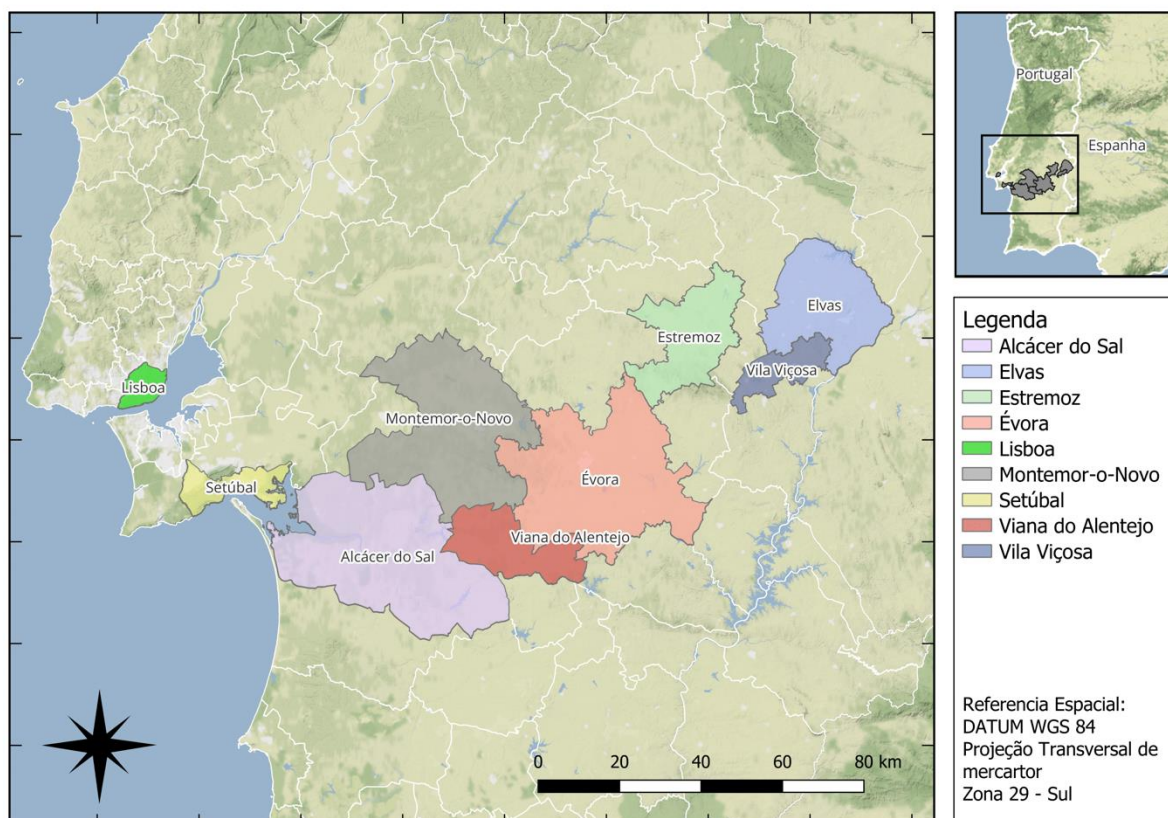 Portugal
Espanha
Elvas
Estremoz
Vila Viçosa
Lisboa
Montemor-o-Novo
Setúbal
Évora
Viana do Alentejo
Alcácer do Sal
0 20 40 60 80 km
Legenda
Alcácer do Sal
Elvas
Estremoz
Évora
Lisboa
Montemor-o-Novo
Setúbal
Viana do Alentejo
Vila Viçosa
Referencia Espacial:
DATUM WGS 84
Projeção Transversal de
mercartor
Zona 29 - Sul